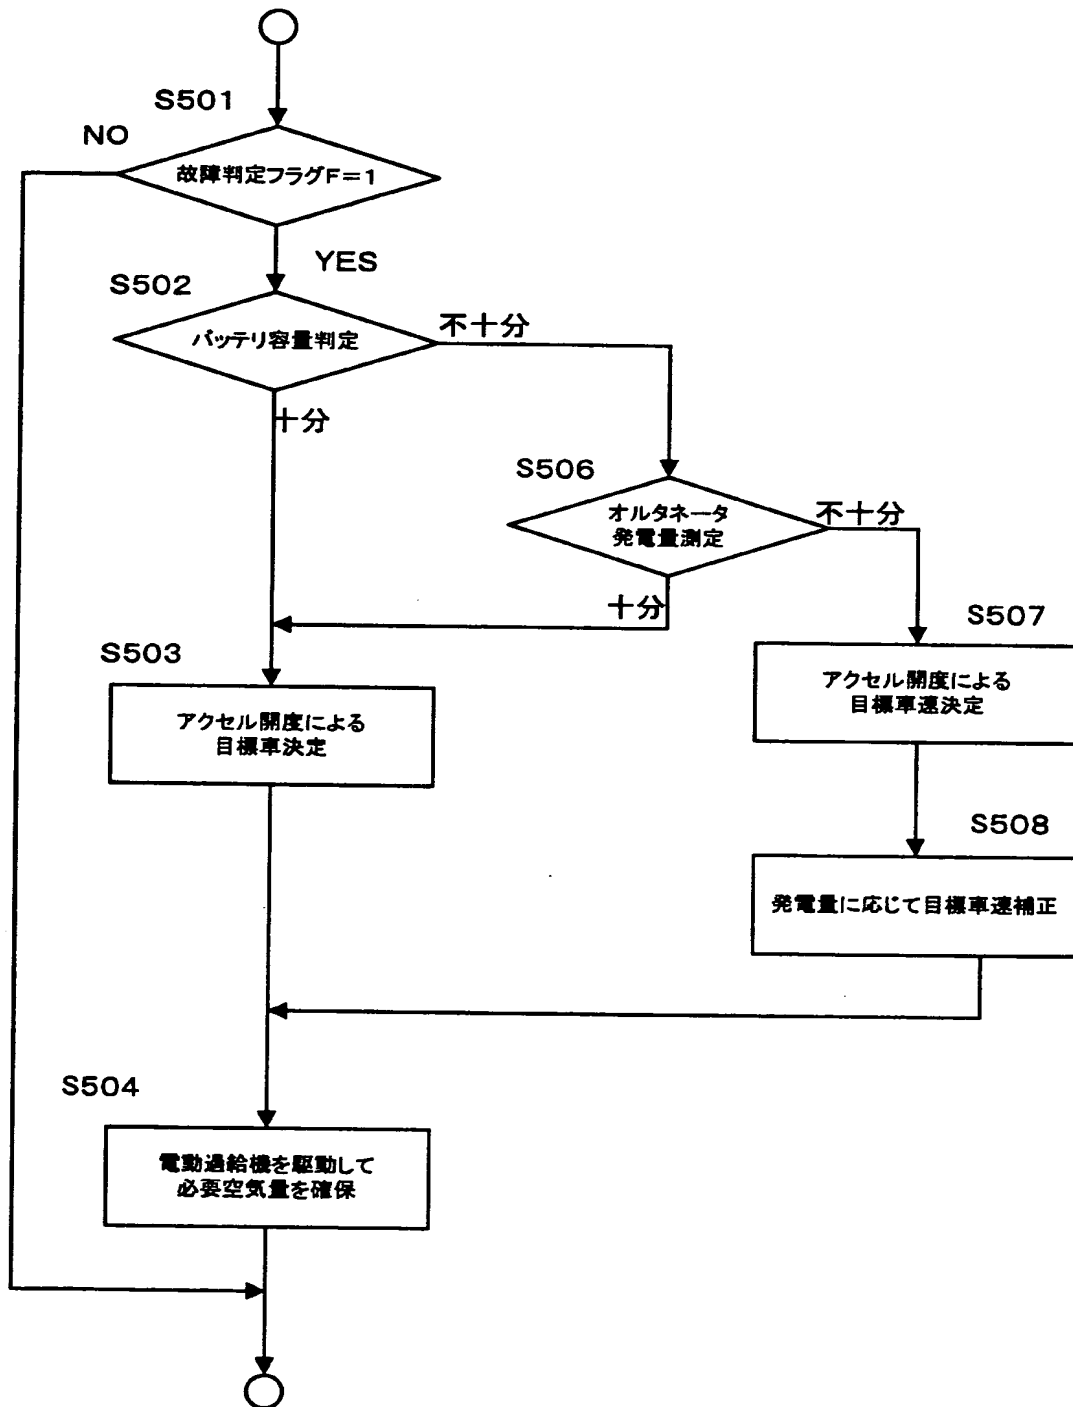 S501
NO
故障判定フラグF=1
YES
S502
バッテリ容量判定
不十分
十分
S506
オルタネータ
発電量測定
不十分
十分
S507
S503
アクセル開度による
目標車速決定
アクセル開度による
目標車決定
S508
発電量に応じて目標車速補正
S504
電動過給機を駆動して
必要空気量を確保